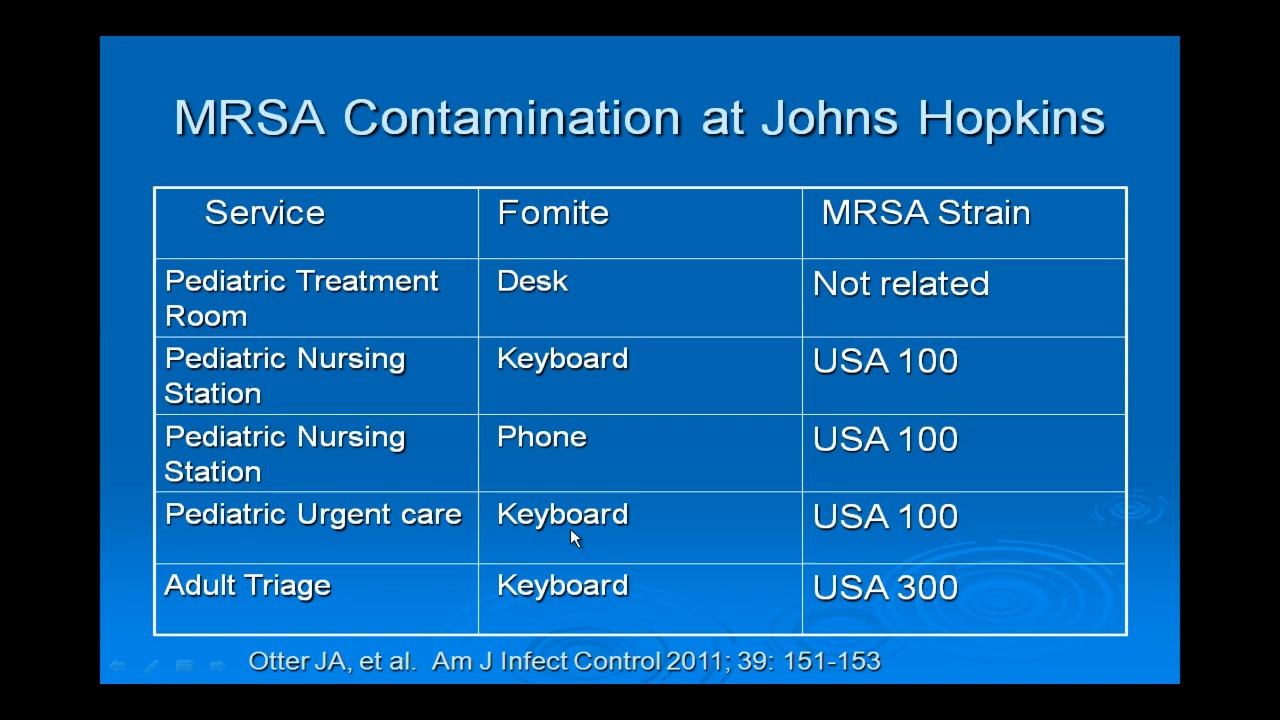 MRSA Contamination at Johns Hopkins
Service Fomite MRSA Strain
Pediatric Treatment Room Desk Not related
Pediatric Nursing Station Keyboard USA 100
Pediatric Nursing Station Phone USA 100
Pediatric Urgent care Keyboard USA 100
Adult Triage Keyboard USA 300
Otter JA, et al. Am J Infect Control 2011; 39: 151-153